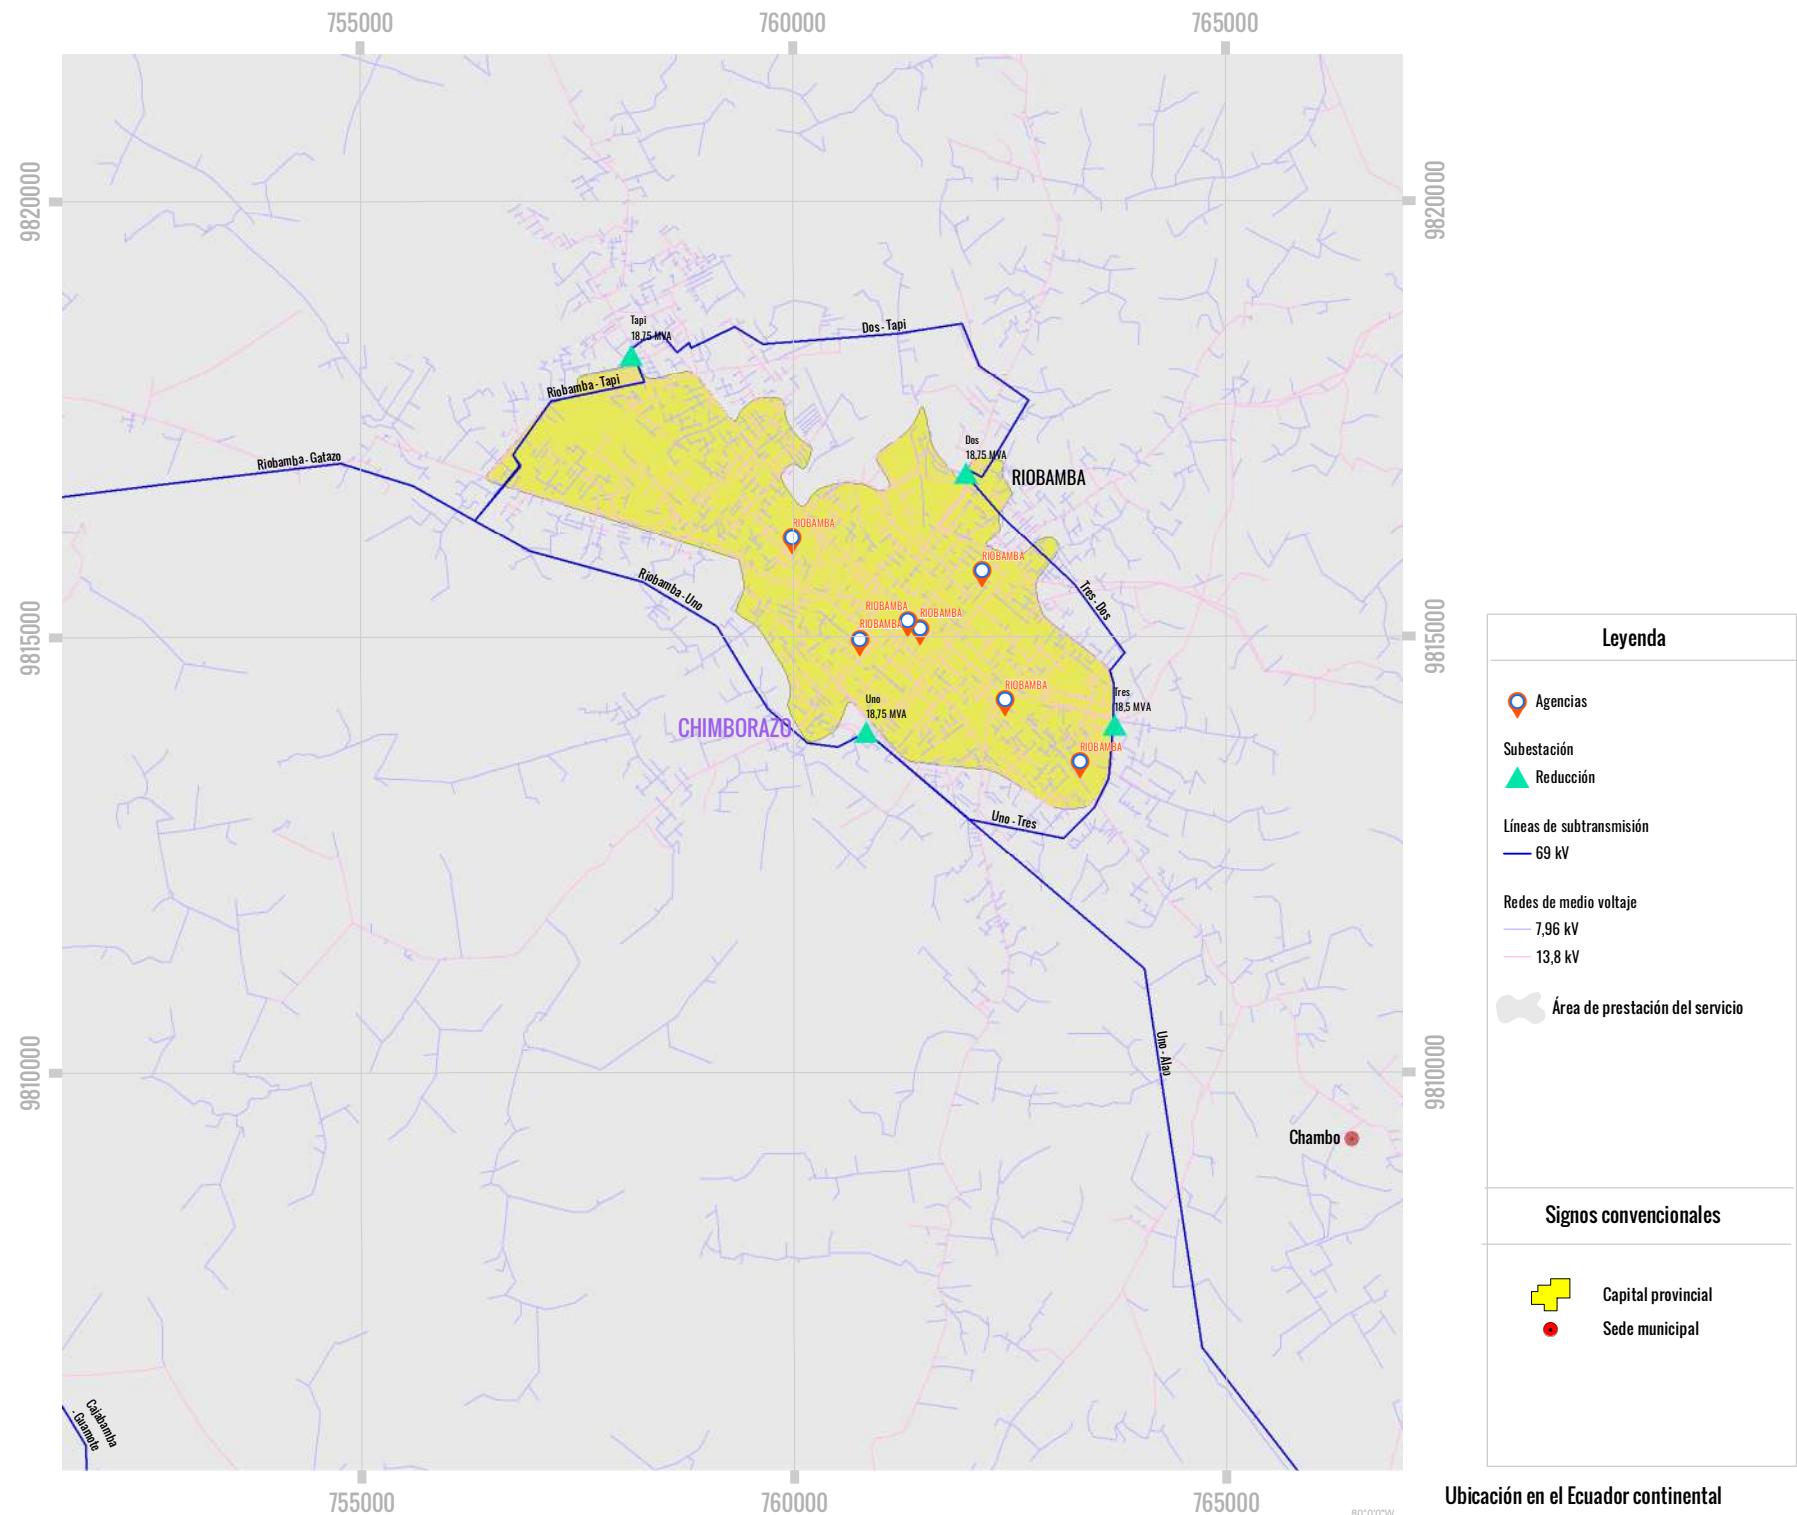 755000
760000
765000
9820000
9820000
Tapi
18,75 MVA
Dos - Tapi
Riobamba - Tapi
Dos
18,75 MVA
RIOBAMBA
Riobamba - Gatazo
RIOBAMBA
RIOBAMBA
Riobamba - Uno
Tres - Dos
RIOBAMBA
RIOBAMBA
RIOBAMBA
9815000
9815000
RIOBAMBA
Uno
18,75 MVA
Tres
18,5 MVA
CHIMBORAZO
RIOBAMBA
Uno - Tres
Uno - Alao
9810000
9810000
Chambo
Cajabamba
- Guamote
755000
760000
765000
Leyenda
Agencias
Subestación
Reducción
Líneas de subtransmisión
69 kV
Redes de medio voltaje
7,96 kV
13,8 kV
Área de prestación del servicio
Signos convencionales
Capital provincial
Sede municipal
Ubicación en el Ecuador continental
80°0'0"W